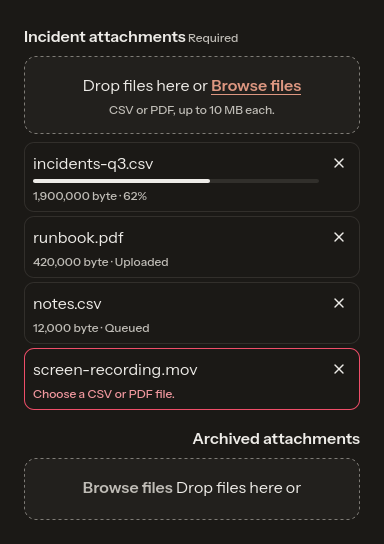 Incident attachments Required
Drop files here or Browse files
CSV or PDF, up to 10 MB each.
incidents-q3.csv
1,900,000 byte · 62%
runbook.pdf
420,000 byte · Uploaded
notes.csv
12,000 byte · Queued
screen-recording.mov
Choose a CSV or PDF file.
Archived attachments
Browse files Drop files here or